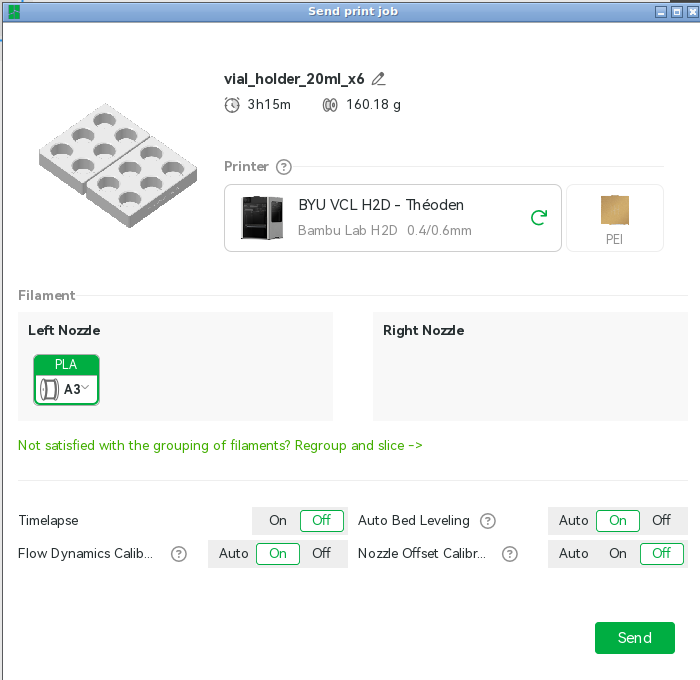 Send print job
vial_holder_20ml_x6
3h15m 160.18 g
Printer ?
BYU VCL H2D - Théoden
Bambu Lab H2D 0.4/0.6mm
PEI
Filament
Left Nozzle
Right Nozzle
PLA
A3
Not satisfied with the grouping of filaments? Regroup and slice ->
Timelapse On Off Auto Bed Leveling ? Auto On Off
Flow Dynamics Calib... ? Auto On Off Nozzle Offset Calibr... ? Auto On Off
Send